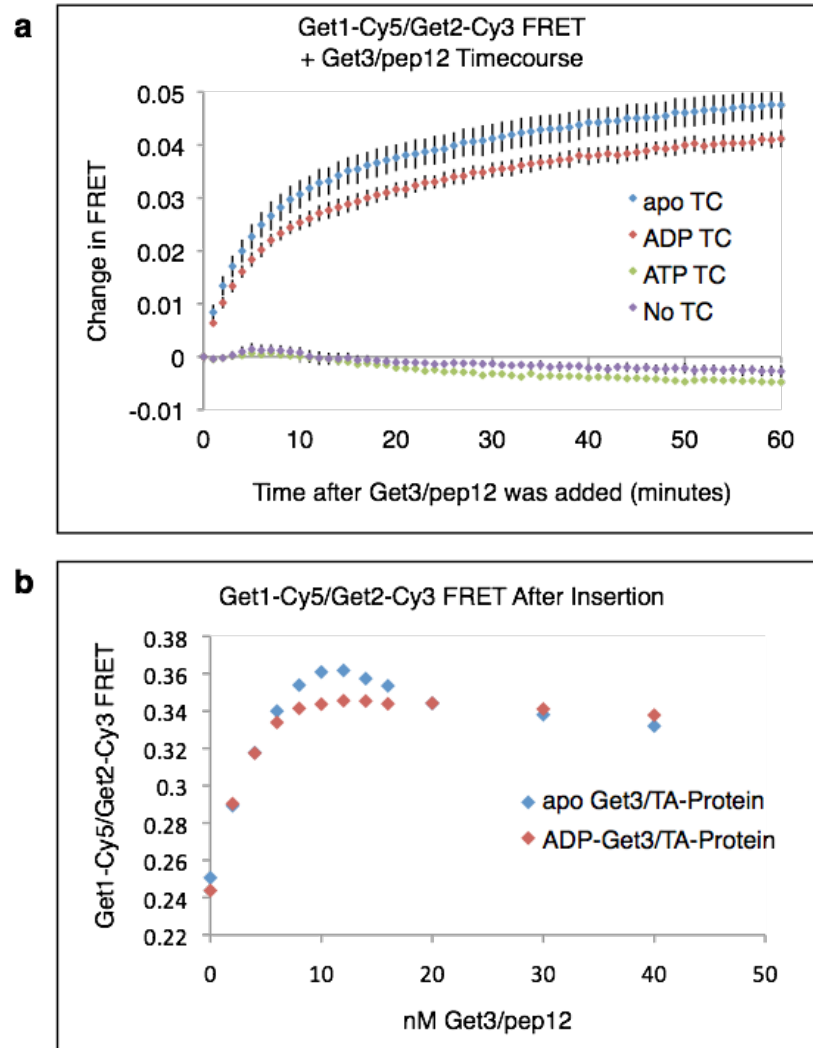 a
Get1-Cy5/Get2-Cy3 FRET
+ Get3/pep12 Timecourse
Change in FRET
0.05
0.04
0.03
0.02
0.01
0
-0.01
apo TC
ADP TC
ATP TC
No TC
0 10 20 30 40 50 60
Time after Get3/pep12 was added (minutes)
b
Get1-Cy5/Get2-Cy3 FRET After Insertion
Get1-Cy5/Get2-Cy3 FRET
0.38
0.36
0.34
0.32
0.3
0.28
0.26
0.24
0.22
apo Get3/TA-Protein
ADP-Get3/TA-Protein
0 10 20 30 40 50
nM Get3/pep12